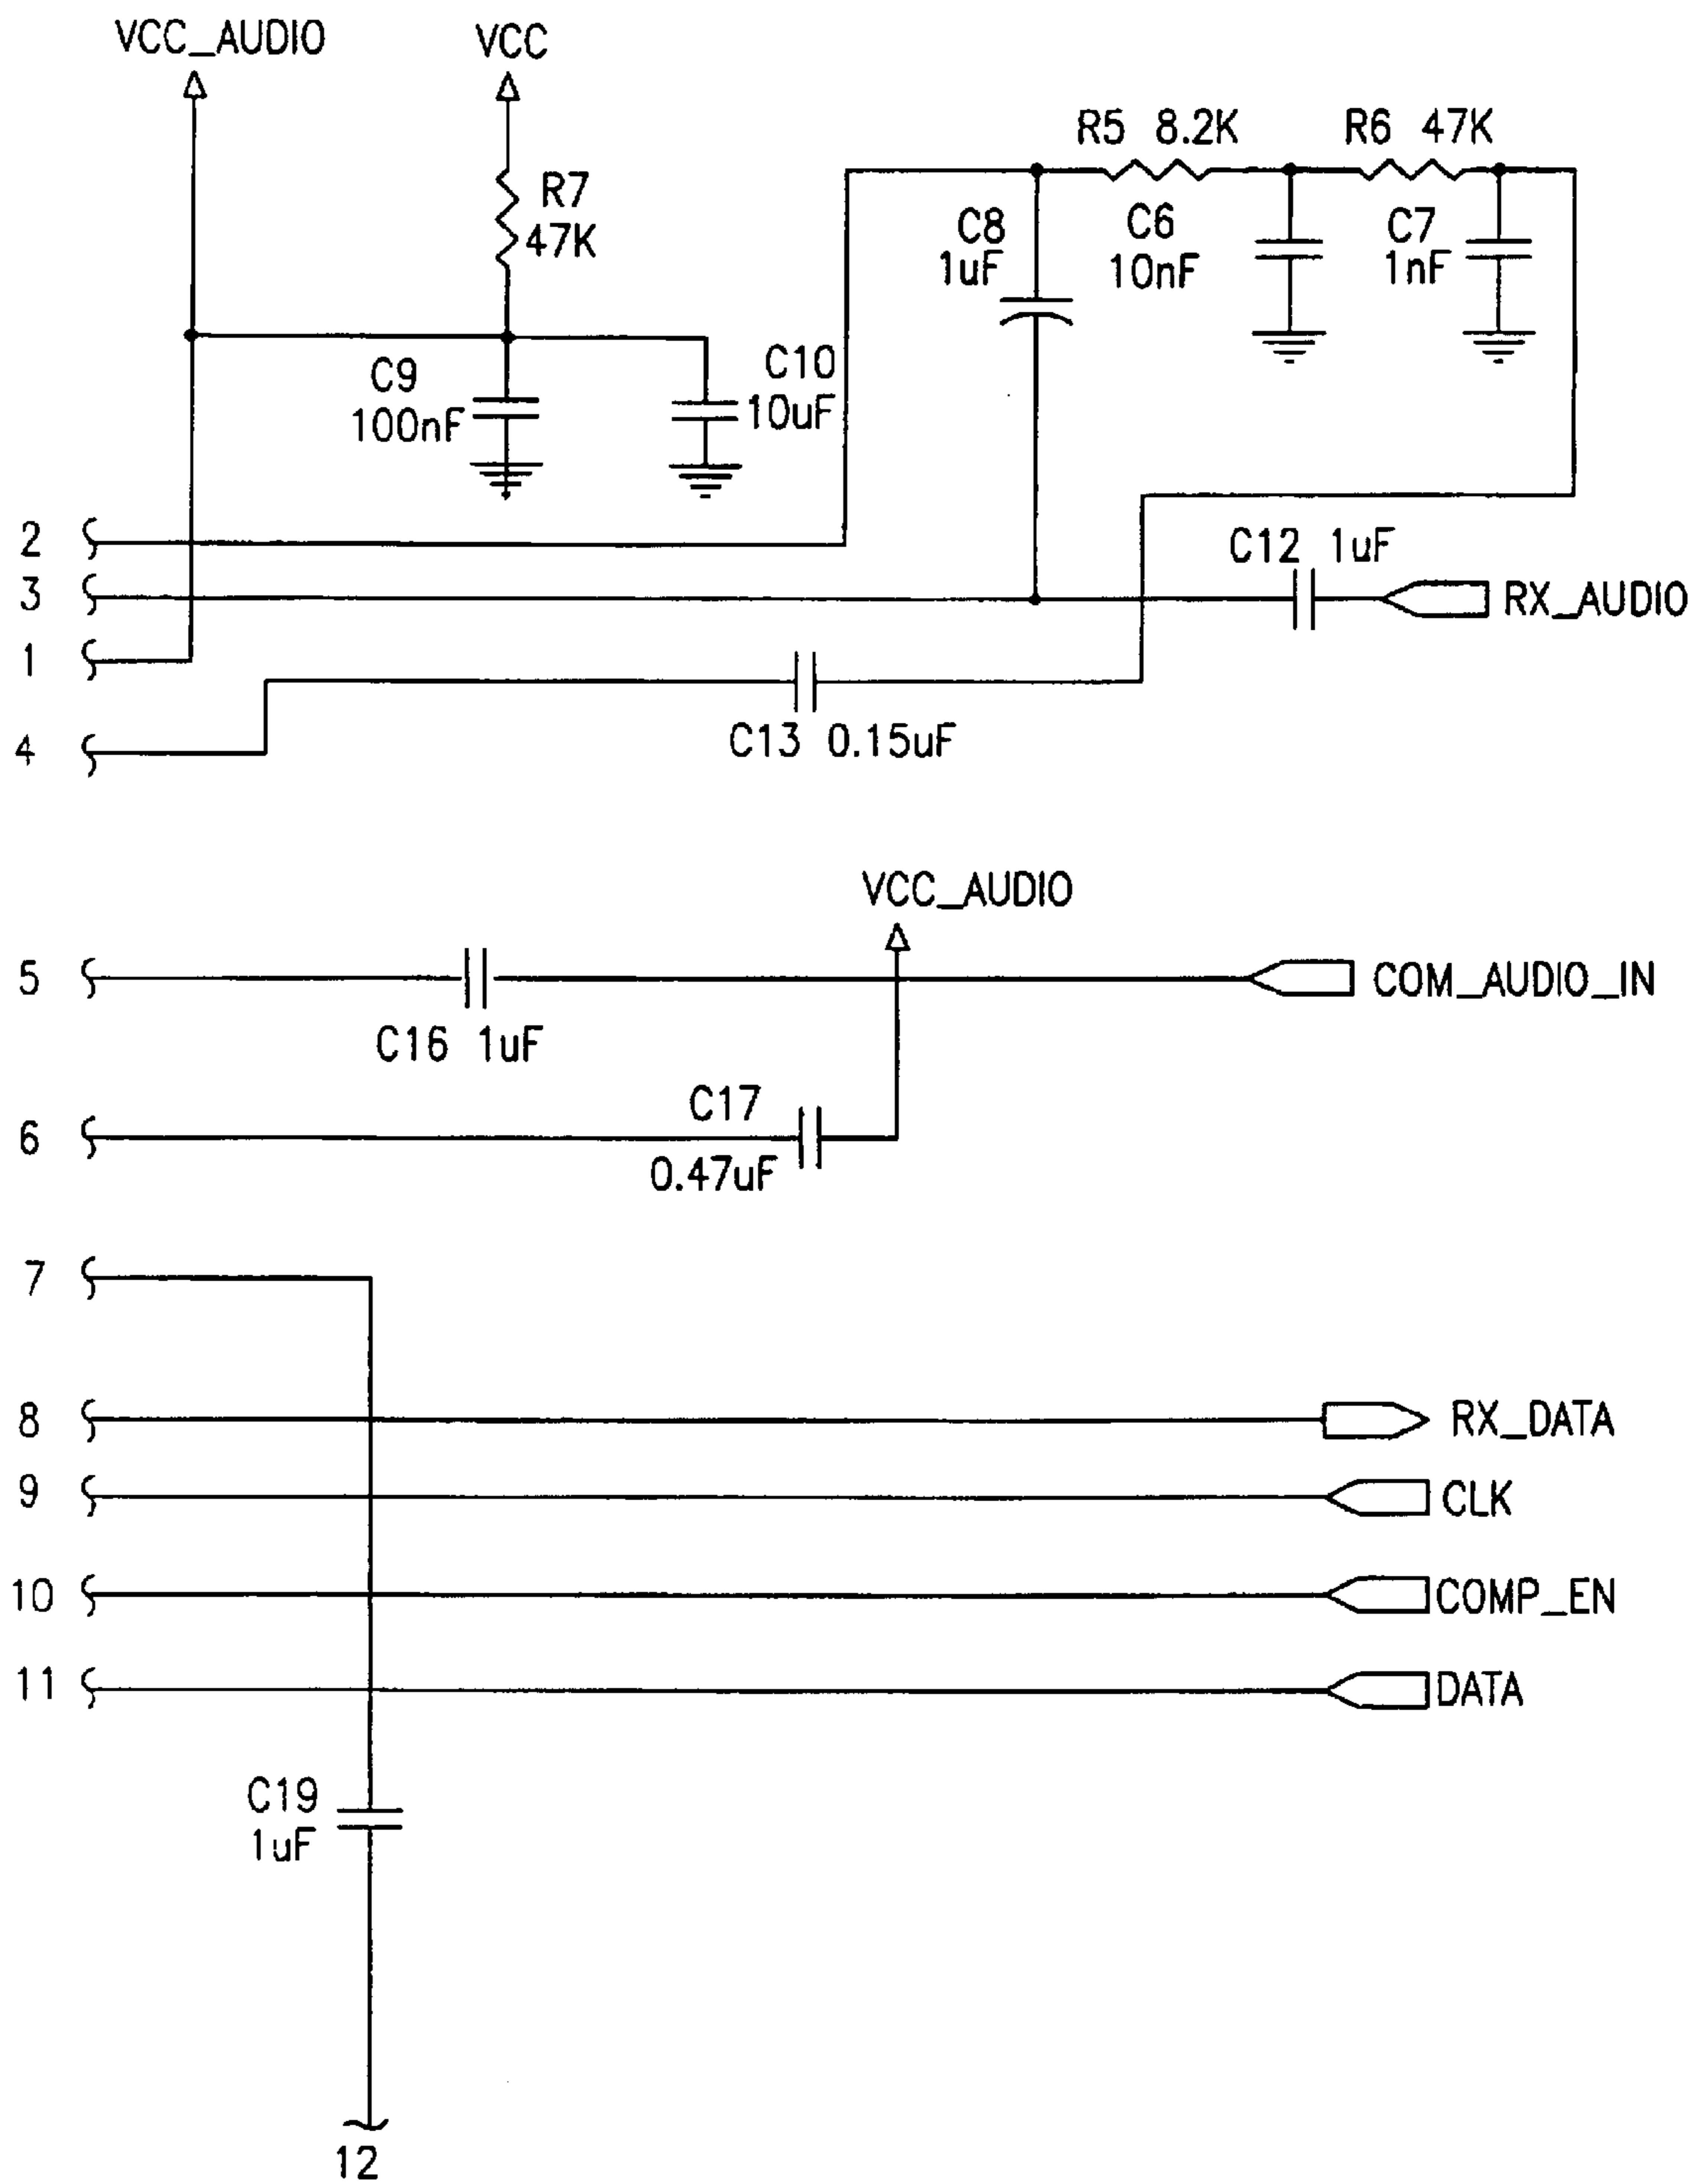 VCC_AUDIO
VCC
R5 8.2K
R6 47K
R7
47K
C8
1uF
C6
10nF
C7
1nF
C9
100nF
C10
10uF
2
C12 1uF
3
RX_AUDIO
1
C13 0.15uF
4
VCC_AUDIO
5
COM_AUDIO_IN
C16 1uF
C17
6
0.47uF
7
8
RX_DATA
9
CLK
10
COMP_EN
11
DATA
C19
1uF
12